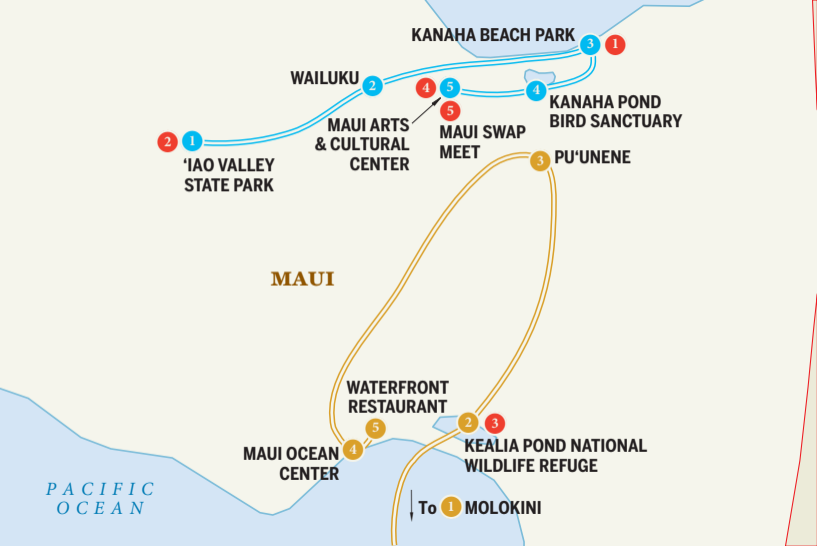 KANAHA BEACH PARK 3 1
WAILUKU 2
4 5
4
KANAHA POND
BIRD SANCTUARY
5
MAUI ARTS
& CULTURAL
CENTER
MAUI SWAP
MEET
2 1
‘IAO VALLEY
STATE PARK
3 PU‘UNENE
MAUI
WATERFRONT
RESTAURANT
5
2 3
KEALIA POND NATIONAL
WILDLIFE REFUGE
MAUI OCEAN
CENTER
4
PACIFIC
OCEAN
To 1 MOLOKINI